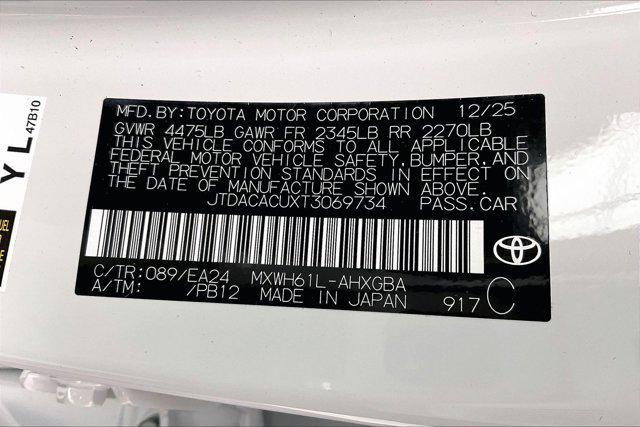 MFD.BY:TOYOTA MOTOR CORPORATION 12/25
GVWR 4475LB GAWR FR 2345LB RR 2270LB
THIS VEHICLE CONFORMS TO ALL APPLICABLE
FEDERAL MOTOR VEHICLE SAFETY, BUMPER, AND
THEFT PREVENTION STANDARDS IN EFFECT ON
THE DATE OF MANUFACTURE SHOWN ABOVE.
JTDACACUXT3069734 PASS.CAR
C/TR:089/EA24 MXWH61L-AHXGBA
A/TM: /PB12 MADE IN JAPAN 917 C
Y L
47B10